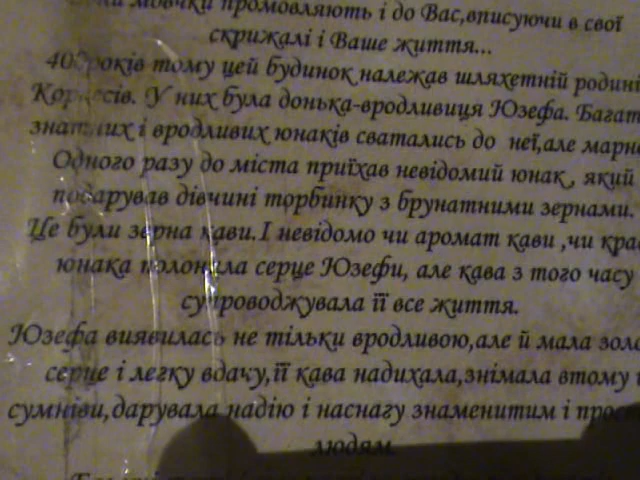 мовчки промовляють і до Вас,вписуючи в свої
скрижалі і Ваше життя...
років тому цей будинок належав шляхетній родині
У них була донька-вродливиця Юзефа. Багат
знатних і вродливих юнаків сватались до неї,але марн
Одного разу до міста приїхав невідомий юнак, який
подарував дівчині торбинку з брунатними зернами.
Це були зерна кави.І невідомо чи аромат кави ,чи кра
юнака полонила серце Юзефи, але кава з того часу
супроводжувала її все життя.
Юзефа виявилась не тільки вродливою,але й мала золо
серце і легку вдачу,її кава надихала,знімала втому і
сумніви,дарувала надію і наснагу знаменитим і прос
людям.